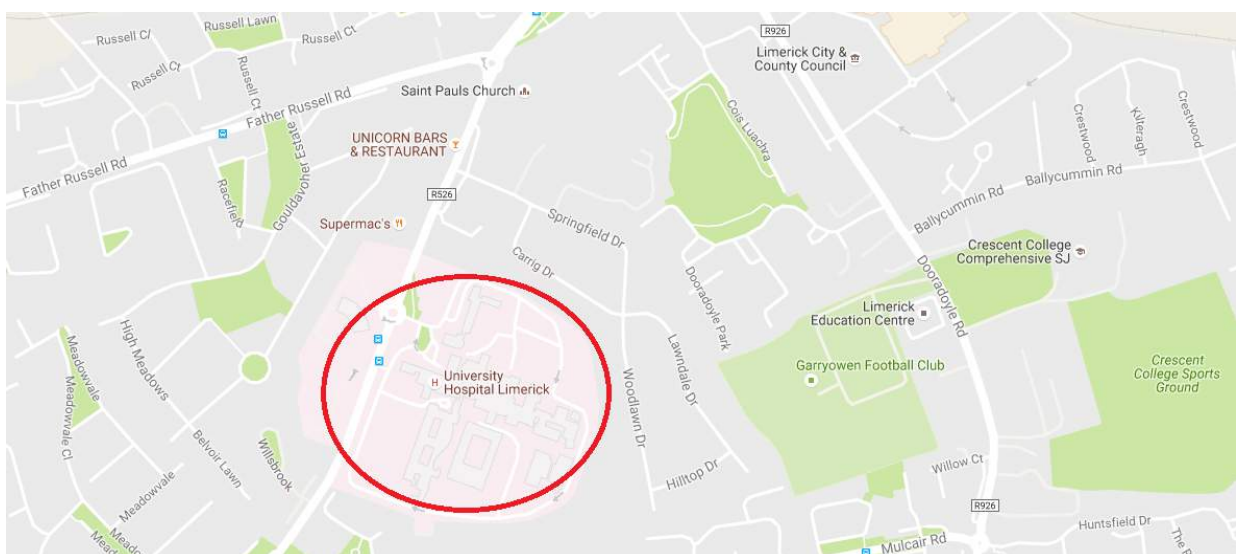 Russell Lawn
Russell C/
Russell Ct
Russell Ct
Russell Ct
Father Russell Rd
Father Russell Rd
Gouldavoher Estate
Racefield
Saint Pauls Church
UNICORN BARS
& RESTAURANT
R526
Supermac's
Springfield Dr
Carrig Dr
R926
Limerick City &
County Council
Cois Luachra
Crestwood
Kilteragh
Crestwood
Ballycummin Rd
Ballycummin Rd
Crescent College
Comprehensive SJ
Dooradoyle Rd
Dooradoyle Park
Limerick
Education Centre
Garryowen Football Club
Crescent
College Sports
Ground
University
Hospital Limerick
H
Woodlawn Dr
Lawndale Dr
Hilltop Dr
High Meadows
Meadowvale
Meadowvale Cl
Belvoir Lawn
Willsbrook
Meadowvale
Willow Ct
R926
Mulcair Rd
Huntsfield Dr